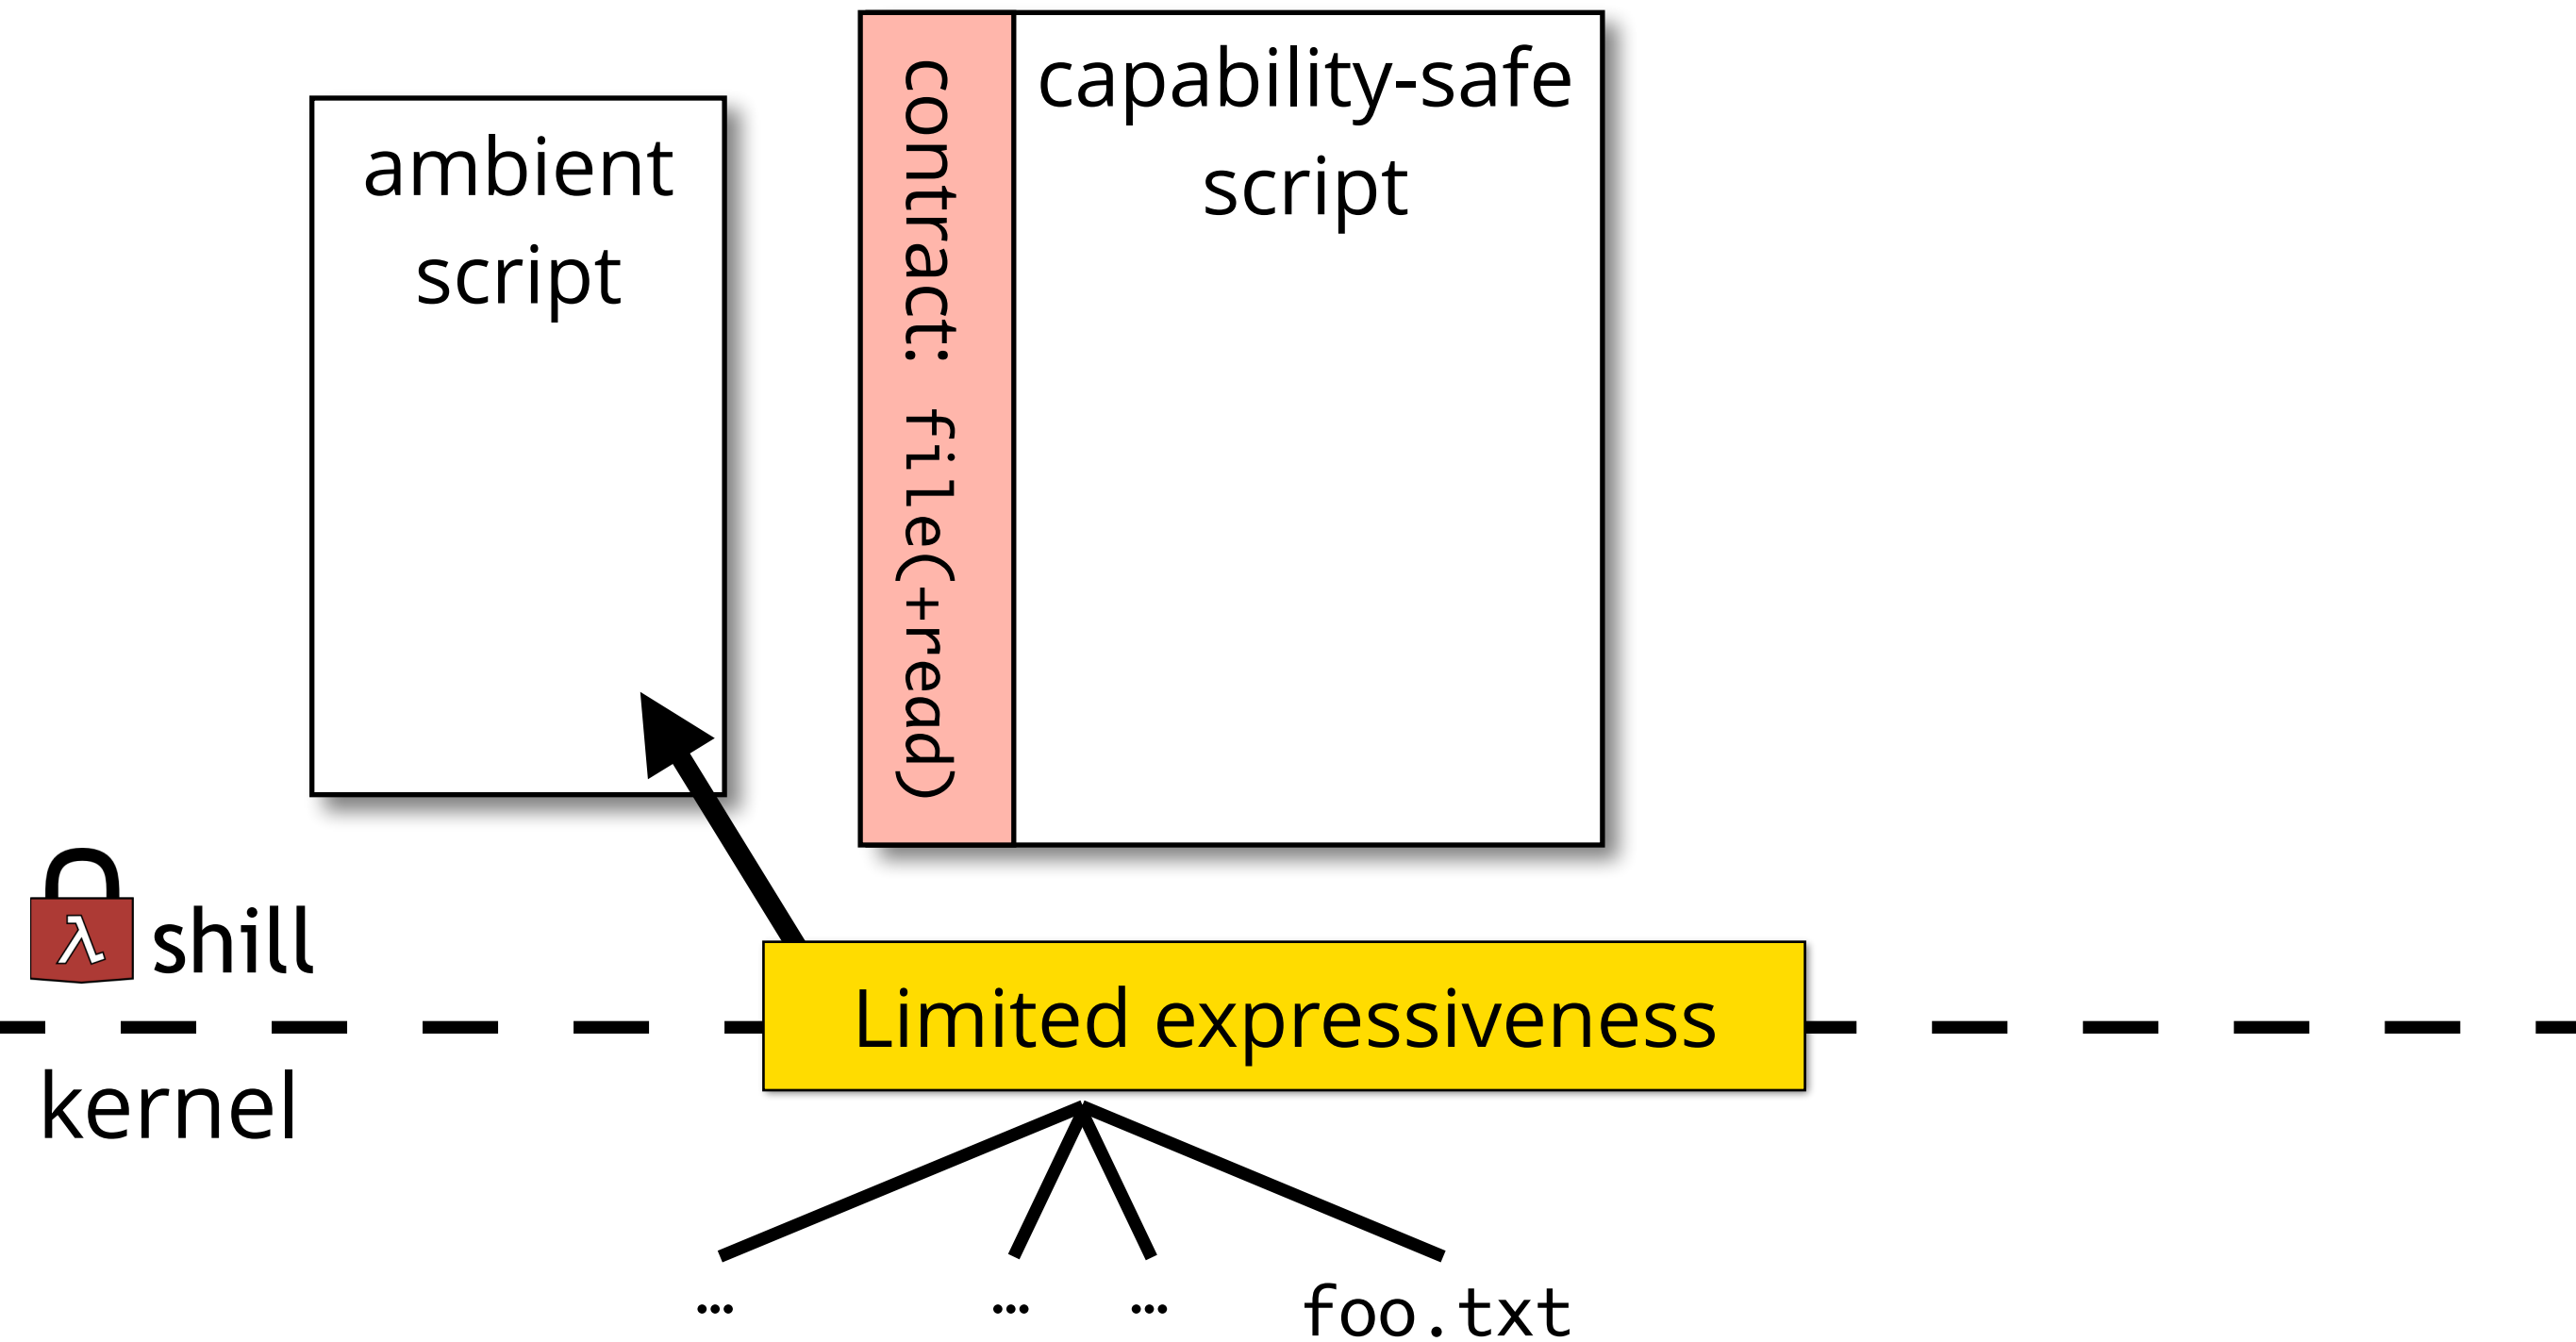 ambient
script
contract: file(+read)
capability-safe
script
λ shill
Limited expressiveness
kernel
… … … foo.txt